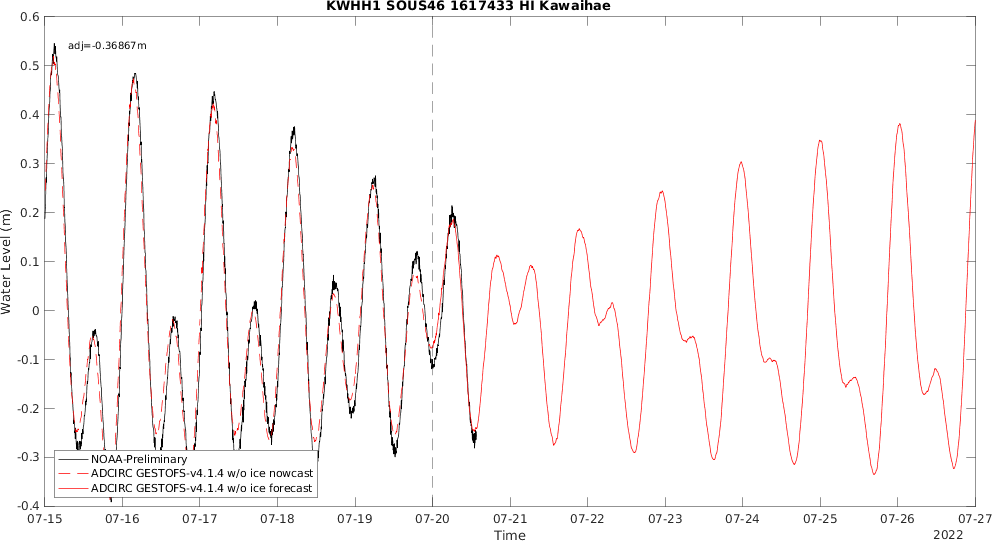 KWHH1 SOUS46 1617433 HI Kawaihae
adj=-0.36867m
Water Level (m)
0.6
0.5
0.4
0.3
0.2
0.1
0
-0.1
-0.2
-0.3
-0.4
NOAA-Preliminary
ADCIRC GESTOFS-v4.1.4 w/o ice nowcast
ADCIRC GESTOFS-v4.1.4 w/o ice forecast
07-15 07-16 07-17 07-18 07-19 07-20 07-21 07-22 07-23 07-24 07-25 07-26 07-27
Time
2022